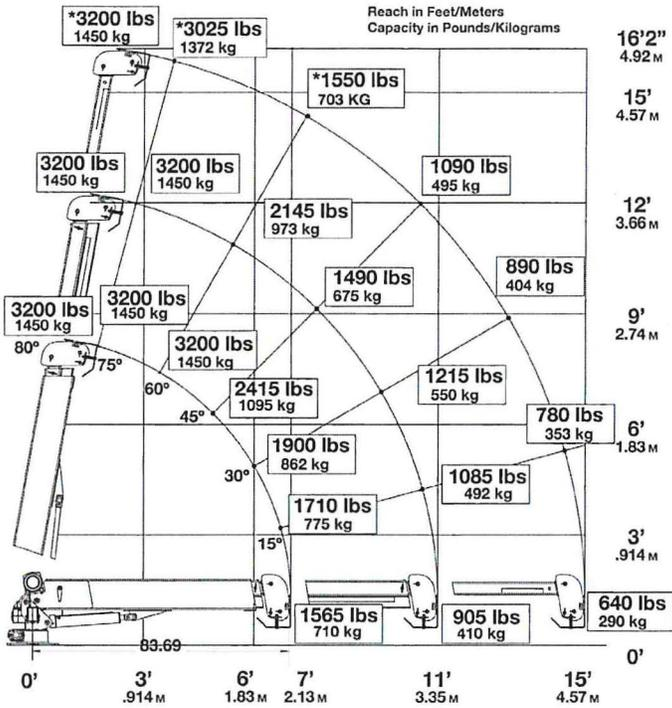 Reach in Feet/Meters
Capacity in Pounds/Kilograms
*3200 lbs
1450 kg
*3025 lbs
1372 kg
16'2"
4.92 M
*1550 lbs
703 KG
15'
4.57 M
3200 lbs
1450 kg
3200 lbs
1450 kg
1090 lbs
495 kg
2145 lbs
973 kg
12'
3.66 M
1490 lbs
675 kg
890 lbs
404 kg
3200 lbs
1450 kg
3200 lbs
1450 kg
9'
2.74 M
80°
75°
3200 lbs
1450 kg
60°
2415 lbs
1095 kg
1215 lbs
550 kg
45°
780 lbs
353 kg
6'
1.83 M
1900 lbs
862 kg
30°
1085 lbs
492 kg
1710 lbs
775 kg
15°
3'
.914 M
1565 lbs
710 kg
905 lbs
410 kg
640 lbs
290 kg
83.69
0'
0'
3'
.914 M
6'
1.83 M
7'
2.13 M
11'
3.35 M
15'
4.57 M